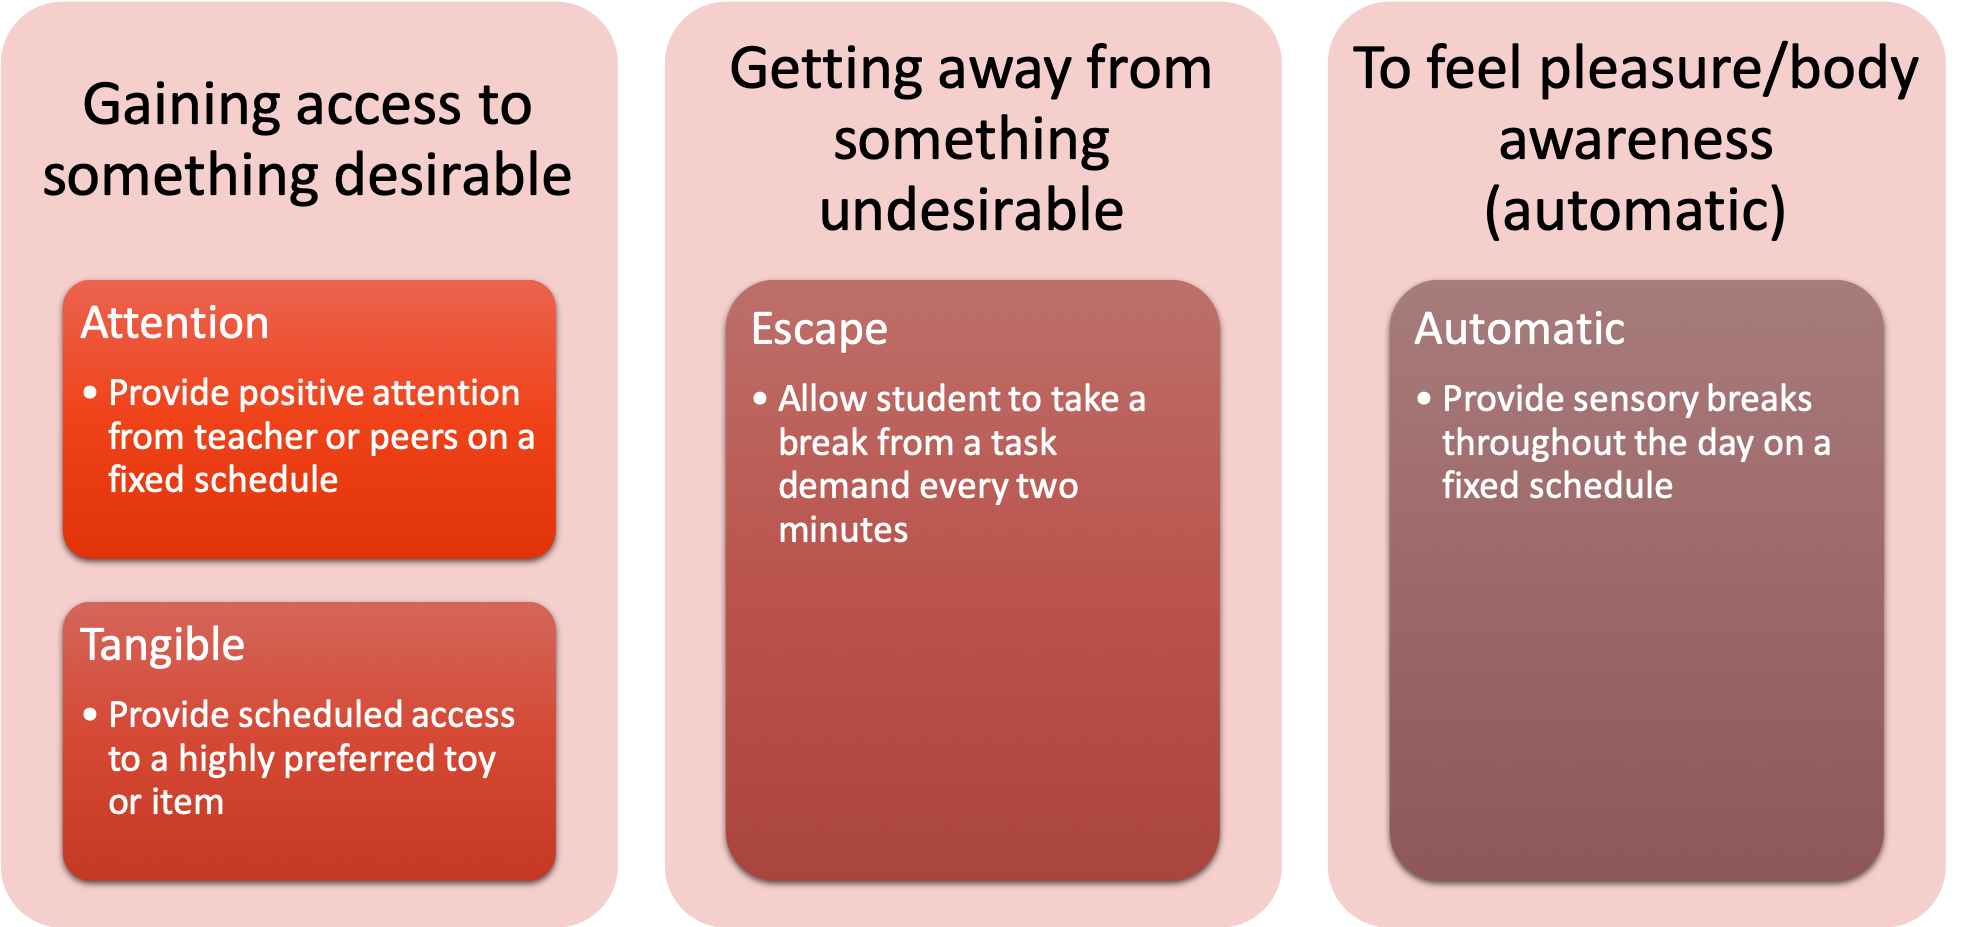 Gaining access to
something desirable
Attention
• Provide positive attention
from teacher or peers on a
fixed schedule
Tangible
• Provide scheduled access
to a highly preferred toy
or item
Getting away from
something
undesirable
Escape
• Allow student to take a
break from a task
demand every two
minutes
To feel pleasure/body
awareness
(automatic)
Automatic
• Provide sensory breaks
throughout the day on a
fixed schedule